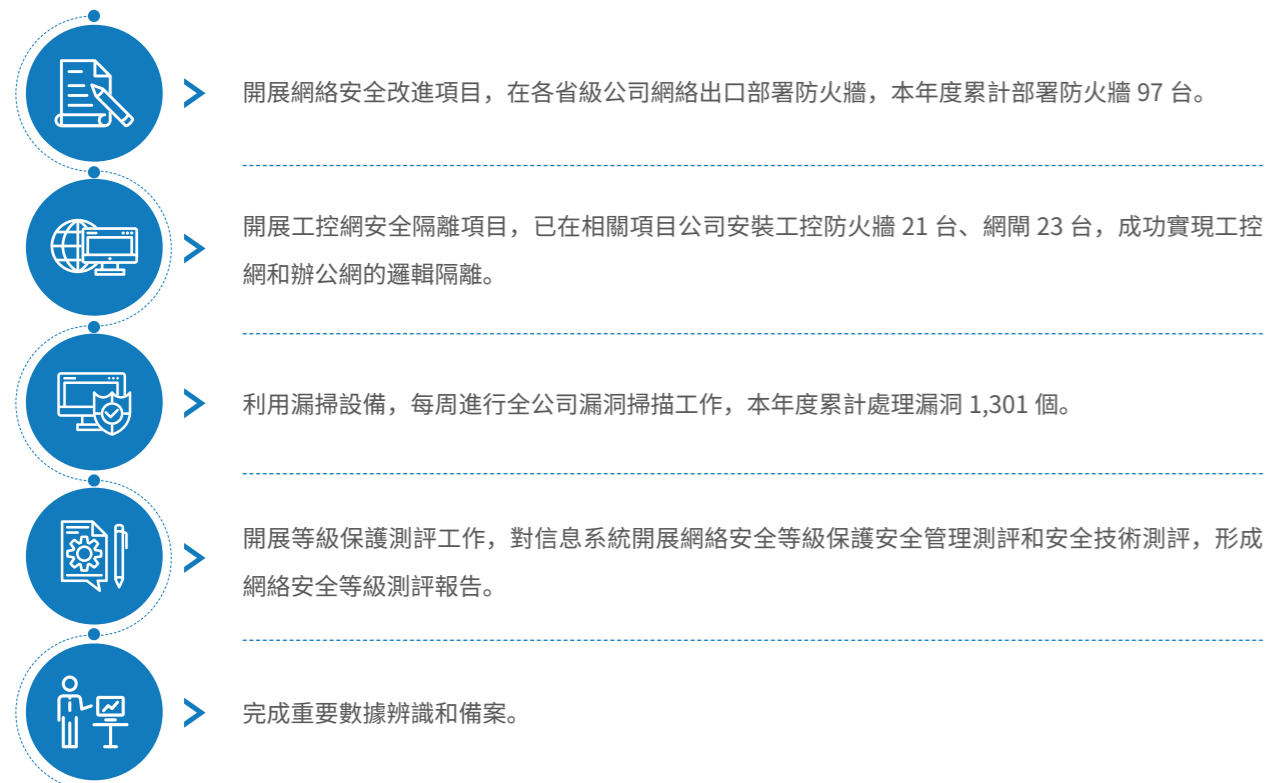 開展網絡安全改進項目，在各省級公司網絡出口部署防火牆，本年度累計部署防火牆 97 台。
開展工控網安全隔離項目，已在相關項目公司安裝工控防火牆 21 台、網閘 23 台，成功實現工控
網和辦公網的邏輯隔離。
利用漏掃設備，每周進行全公司漏洞掃描工作，本年度累計處理漏洞 1,301 個。
開展等級保護測評工作，對信息系統開展網絡安全等級保護安全管理測評和安全技術測評，形成
網絡安全等級測評報告。
完成重要數據辨識和備案。